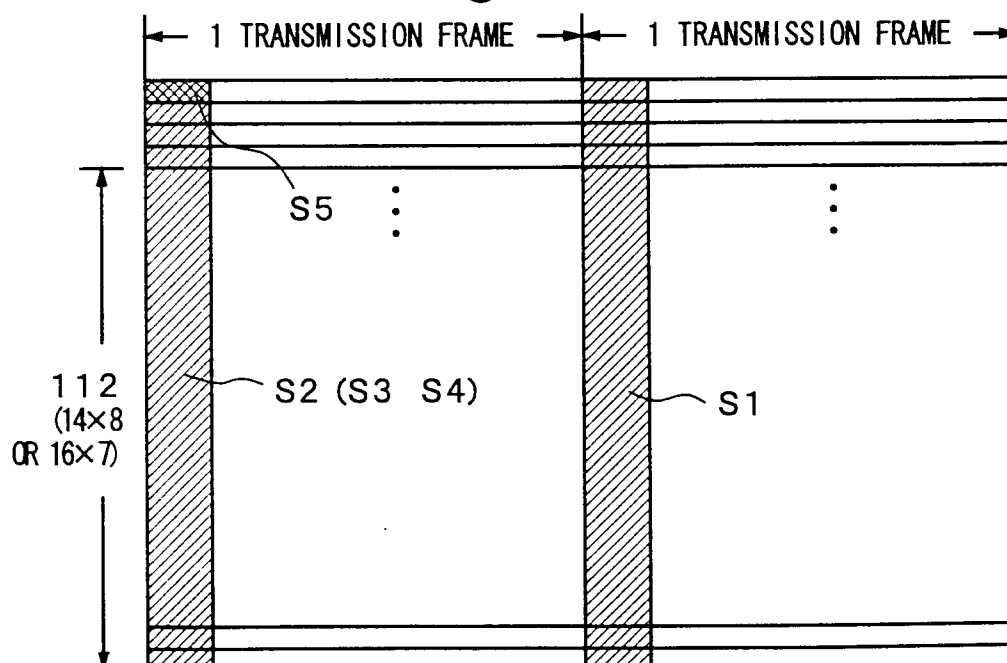 1 TRANSMISSION FRAME 1 TRANSMISSION FRAME
S5
112
(14×8
OR 16×7)
S2 (S3 S4)
S1